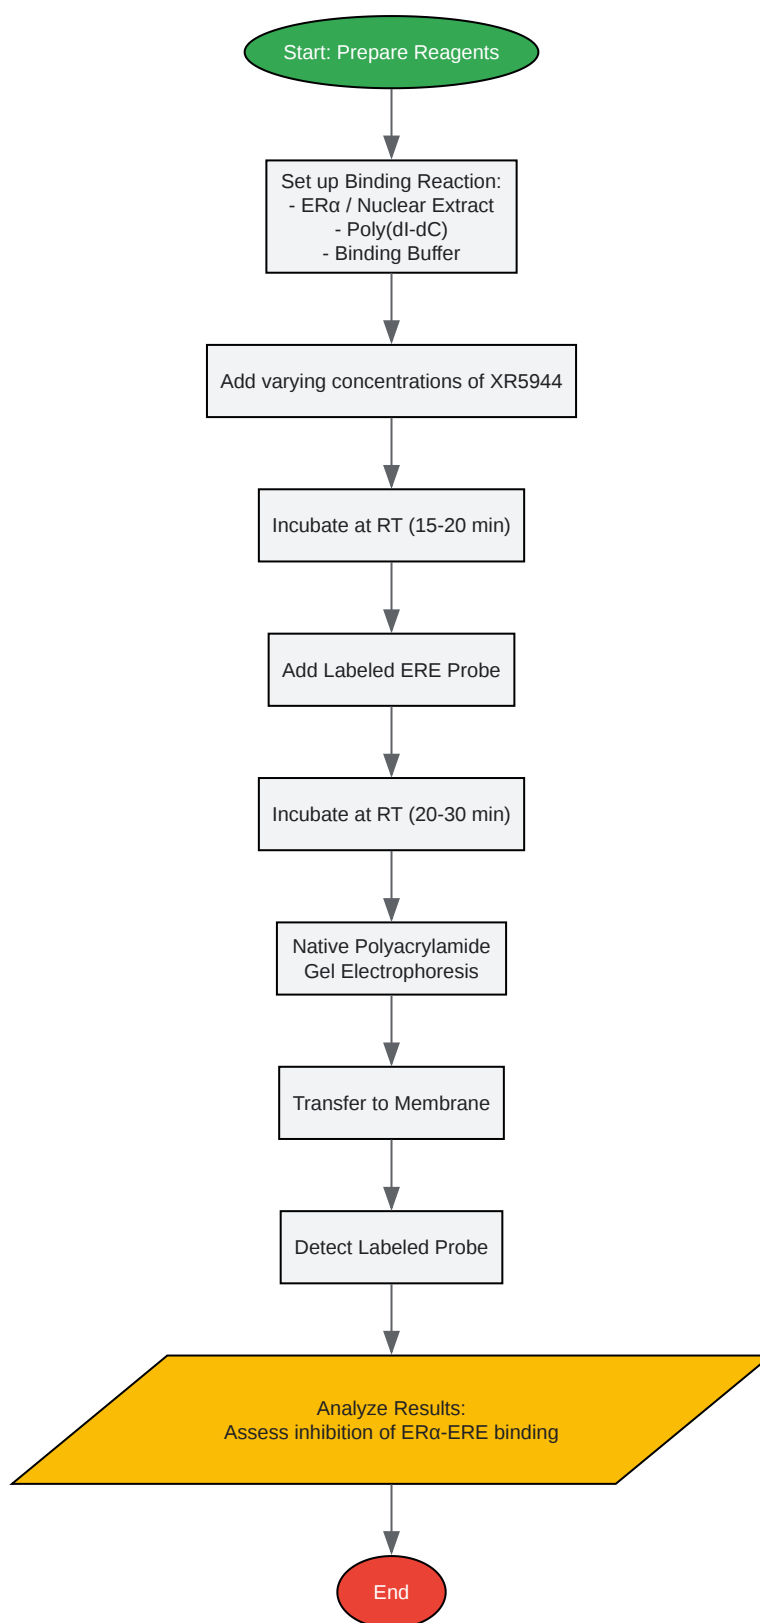 Start: Prepare Reagents
Set up Binding Reaction:
- ERα / Nuclear Extract
- Poly(dI-dC)
- Binding Buffer
Add varying concentrations of XR5944
Incubate at RT (15-20 min)
Add Labeled ERE Probe
Incubate at RT (20-30 min)
Native Polyacrylamide
Gel Electrophoresis
Transfer to Membrane
Detect Labeled Probe
Analyze Results:
Assess inhibition of ERα-ERE binding
End